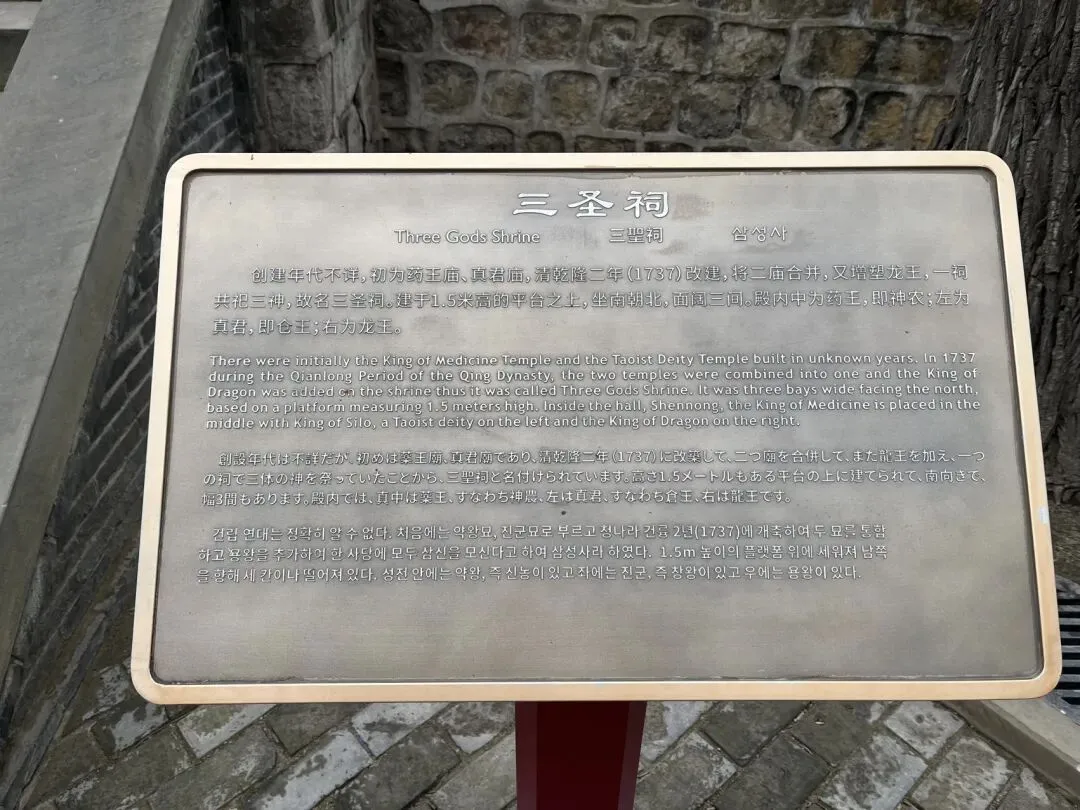 三圣祠
Three Gods Shrine 三聖祠 삼성사
创建年代不详，初为药王庙、真君庙，清乾隆二年（1737）改建，将二庙合并，又增塑龙王，一祠
共祀三神，故名三圣祠。建于1.5米高的平台之上，坐南朝北，面阔三间。殿内中为药王，即神农；左为
真君，即仓王；右为龙王。
There were initially the King of Medicine Temple and the Taoist Deity Temple built in unknown years. In 1737
during the Qianlong Period of the Qing Dynasty, the two temples were combined into one and the King of
Dragon was added on the shrine thus it was called Three Gods Shrine. It was three bays wide facing the north,
based on a platform measuring 1.5 meters high. Inside the hall, Shennong, the King of Medicine is placed in the
middle with King of Silo, a Taoist deity on the left and the King of Dragon on the right.
創設年代は不詳だが、初めは薬王廟、真君廟であり、清乾隆二年（1737）に改築して、二つ廟を合併して、また龍王を加え、一つ
の祠で三体の神を祭っていたことから、三聖祠と名付けられています。高さ1.5メートルもある平台の上に建てられて、南向きで、
幅3間もあります。殿内では、真中は薬王、すなわち神農、左は真君、すなわち倉王、右は龍王です。
건립 연대는 정확히 알 수 없다. 처음에는 약왕묘, 진군묘로 부르고 청나라 건륭 2년(1737)에 개축하여 두 묘를 통합
하고 용왕을 추가하여 한 사당에 모두 삼신을 모신다고 하여 삼성사라 하였다. 1.5m 높이의 플랫폼 위에 세워져 남쪽
을 향해 세 칸이나 떨어져 있다. 성전 안에는 약왕, 즉 신농이 있고 좌에는 진군, 즉 창왕이 있고 우에는 용왕이 있다.